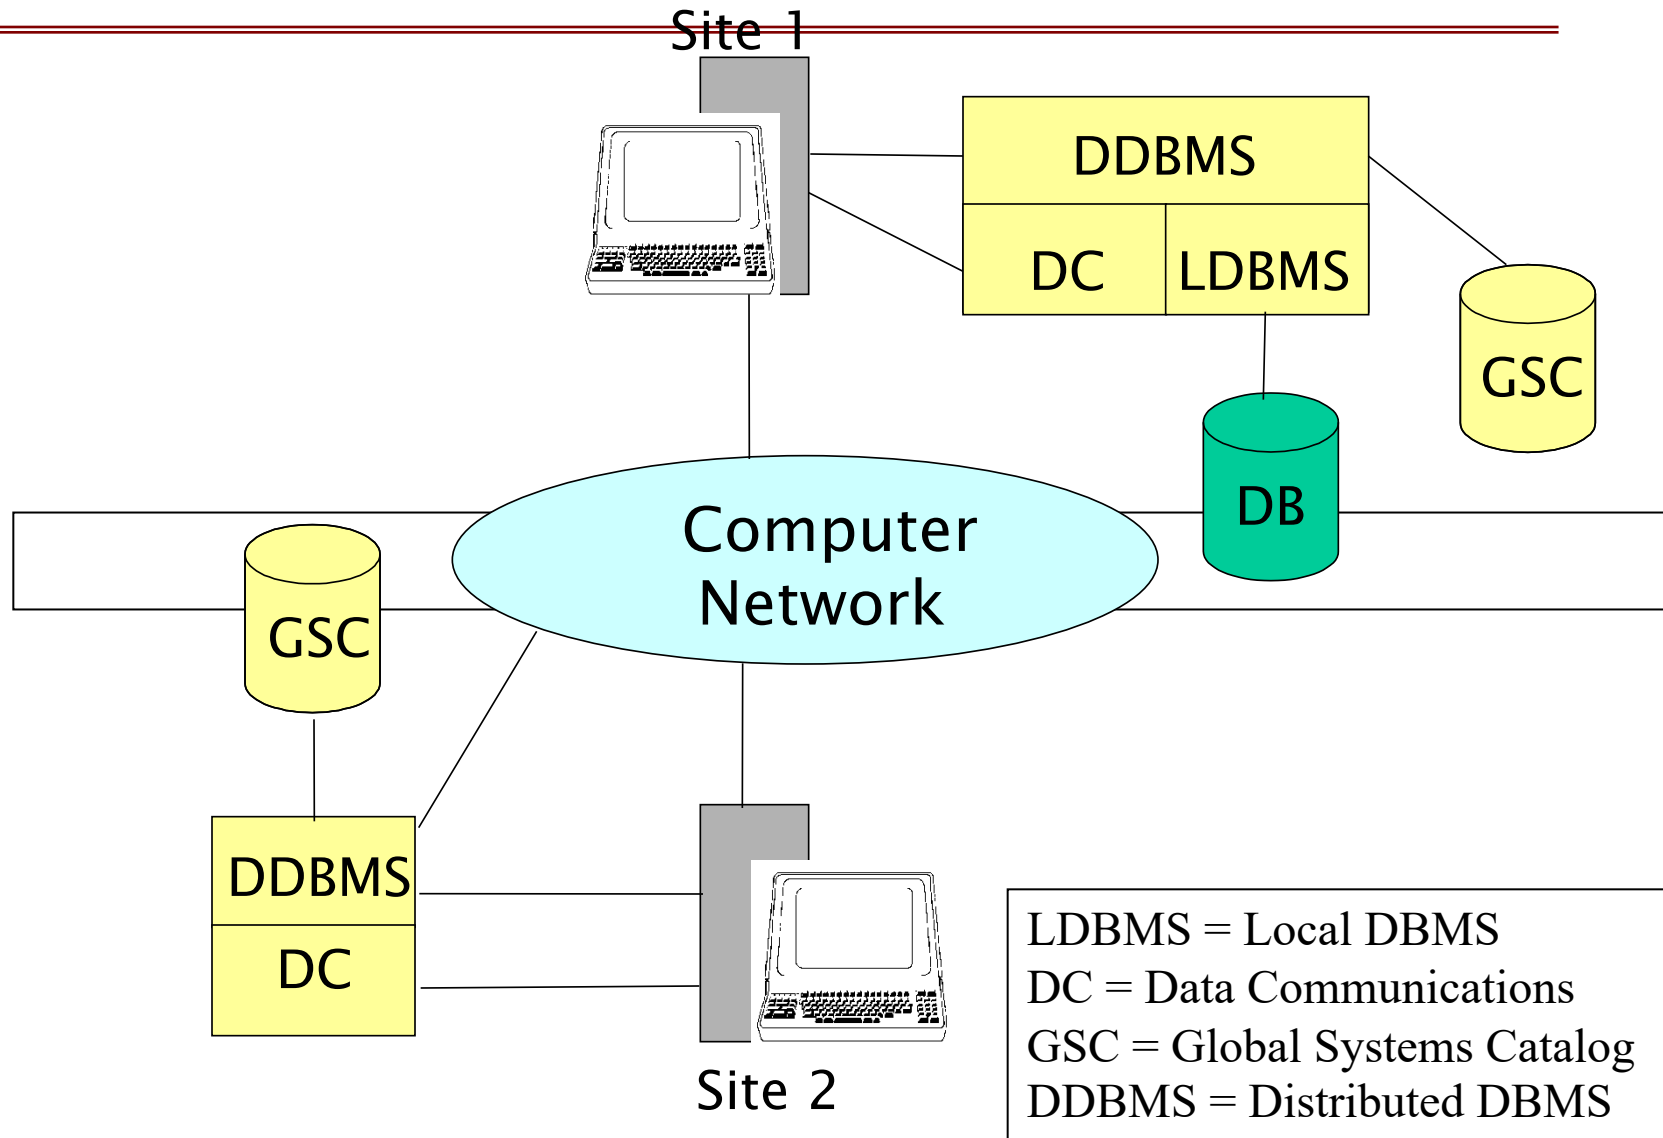 Site 1
DDBMS
DC
LDBMS
GSC
DB
Computer
Network
GSC
DDBMS
DC
Site 2
LDBMS = Local DBMS
DC = Data Communications
GSC = Global Systems Catalog
DDBMS = Distributed DBMS